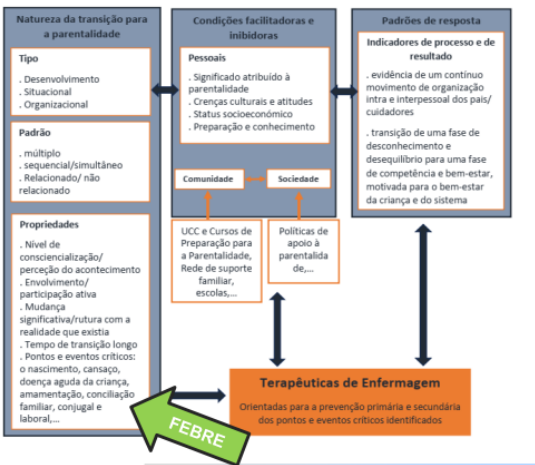 Natureza da transição para
a parentalidade
Tipo
. Desenvolvimento
. Situacional
. Organizacional
Padrão
. múltiplo
. sequencial/simultâneo
. Relacionado/ não
relacionado
Propriedades
. Nível de
consciencialização/
perceção do acontecimento
. Envolvimento/
participação ativa
. Mudança
significativa/rutura com a
realidade que existia
. Tempo de transição longo
. Pontos e eventos críticos:
o nascimento, cansaço,
doença aguda da criança,
amamentação, conciliação
familiar, conjugal e
laboral,...
FEBRE
Condições facilitadoras e
inibidoras
Pessoais
. Significado atribuído à
parentalidade
. Crenças culturais e atitudes
. Status socioeconómico
. Preparação e conhecimento
Comunidade
Sociedade
UCC e Cursos de
Preparação para
a Parentalidade,
Rede de suporte
familiar,
escolas,...
Políticas de
apoio à
parentalida
de,...
Padrões de resposta
Indicadores de processo e de
resultado
. evidência de um contínuo
movimento de organização
intra e interpessoal dos pais/
cuidadores
. transição de uma fase de
desconhecimento e
desequilíbrio para uma fase
de competência e bem-estar,
motivada para o bem-estar
da criança e do sistema
Terapêuticas de Enfermagem
Orientadas para a prevenção primária e secundária
dos pontos e eventos críticos identificados